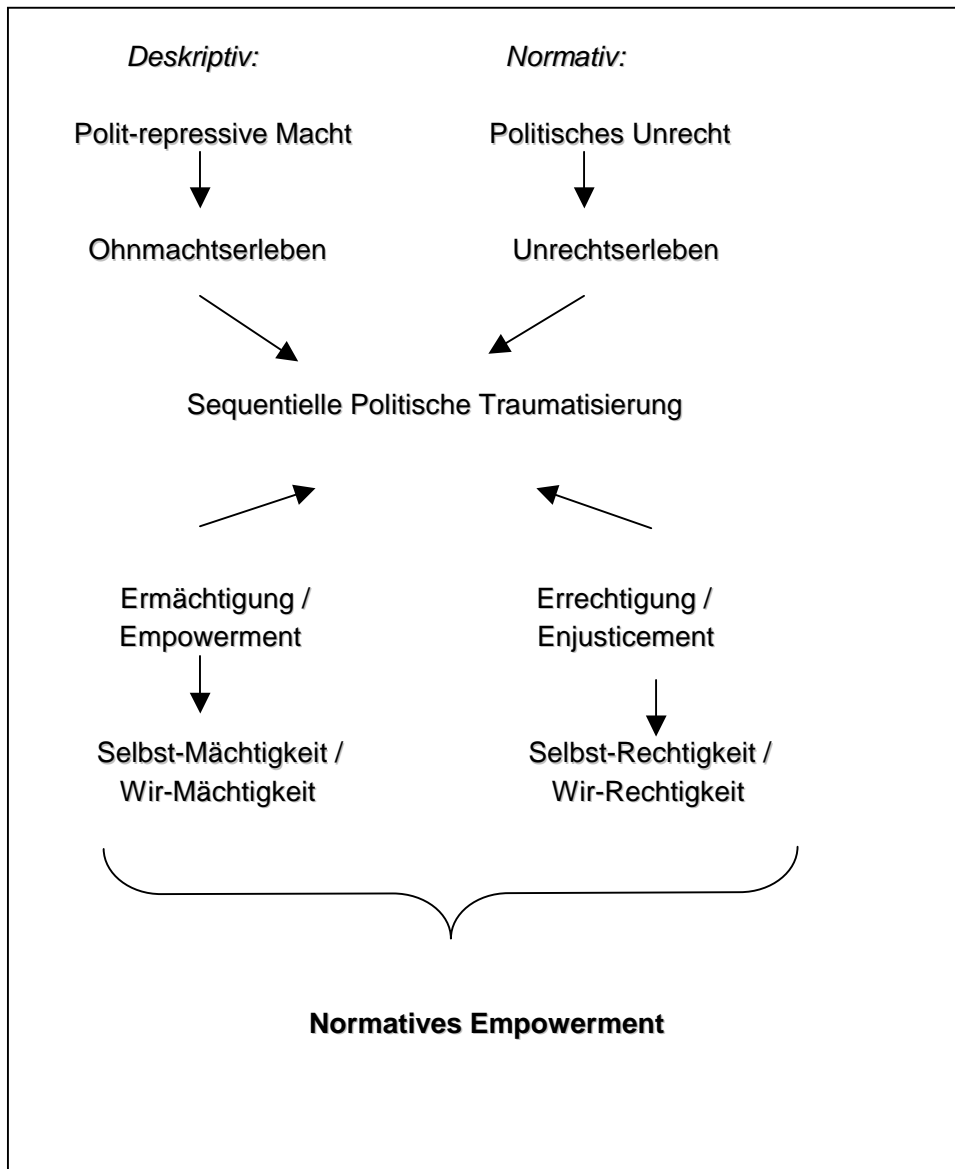 Deskriptiv: Normativ:
Polit-repressive Macht Politisches Unrecht
Ohnmachtserleben Unrechtserleben
Sequentielle Politische Traumatisierung
Ermächtigung / Errechtigung /
Empowerment Enjusticement
Selbst-Mächtigkeit / Selbst-Rechtigkeit /
Wir-Mächtigkeit Wir-Rechtigkeit
Normatives Empowerment